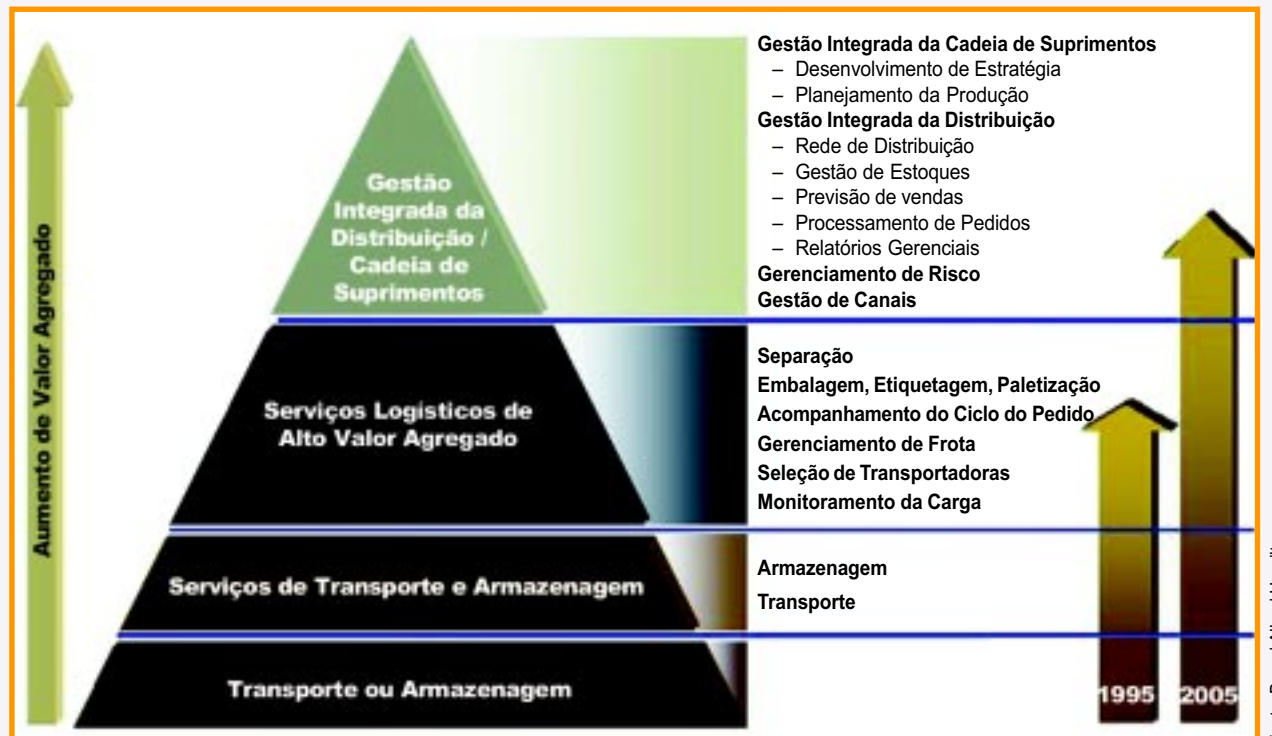 Aumento de Valor Agregado
Gestão
Integrada da
Distribuição /
Cadeia de
Suprimentos
Serviços Logísticos de
Alto Valor Agregado
Serviços de Transporte e Armazenagem
Transporte ou Armazenagem
Gestão Integrada da Cadeia de Suprimentos
– Desenvolvimento de Estratégia
– Planejamento da Produção
Gestão Integrada da Distribuição
– Rede de Distribuição
– Gestão de Estoques
– Previsão de vendas
– Processamento de Pedidos
– Relatórios Gerenciais
Gerenciamento de Risco
Gestão de Canais
Separação
Embalagem, Etiquetagem, Paletização
Acompanhamento do Ciclo do Pedido
Gerenciamento de Frota
Seleção de Transportadoras
Monitoramento da Carga
Armazenagem
Transporte
1995
2005